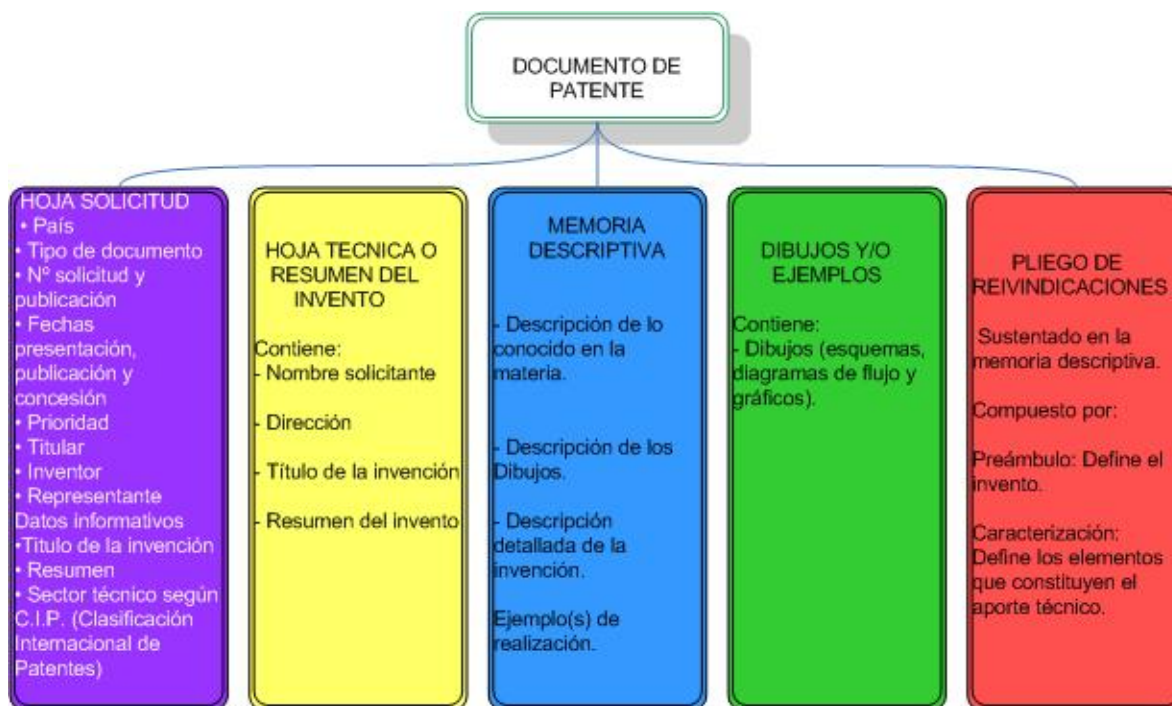 DOCUMENTO DE
PATENTE
HOJA SOLICITUD
• País
• Tipo de documento
• Nº solicitud y
publicación
• Fechas
presentación,
publicación y
concesión
• Prioridad
• Titular
• Inventor
• Representante
Datos informativos
•Titulo de la invención
• Resumen
• Sector técnico según
C.I.P. (Clasificación
Internacional de
Patentes)
HOJA TECNICA O
RESUMEN DEL
INVENTO
Contiene:
- Nombre solicitante
- Dirección
- Título de la invención
- Resumen del invento
MEMORIA
DESCRIPTIVA
- Descripción de lo
conocido en la
materia.
- Descripción de los
Dibujos.
- Descripción
detallada de la
invención.
Ejemplo(s) de
realización.
DIBUJOS Y/O
EJEMPLOS
Contiene:
- Dibujos (esquemas,
diagramas de flujo y
gráficos).
PLIEGO DE
REIVINDICACIONES
Sustentado en la
memoria descriptiva.
Compuesto por:
Preámbulo: Define el
invento.
Caracterización:
Define los elementos
que constituyen el
aporte técnico.